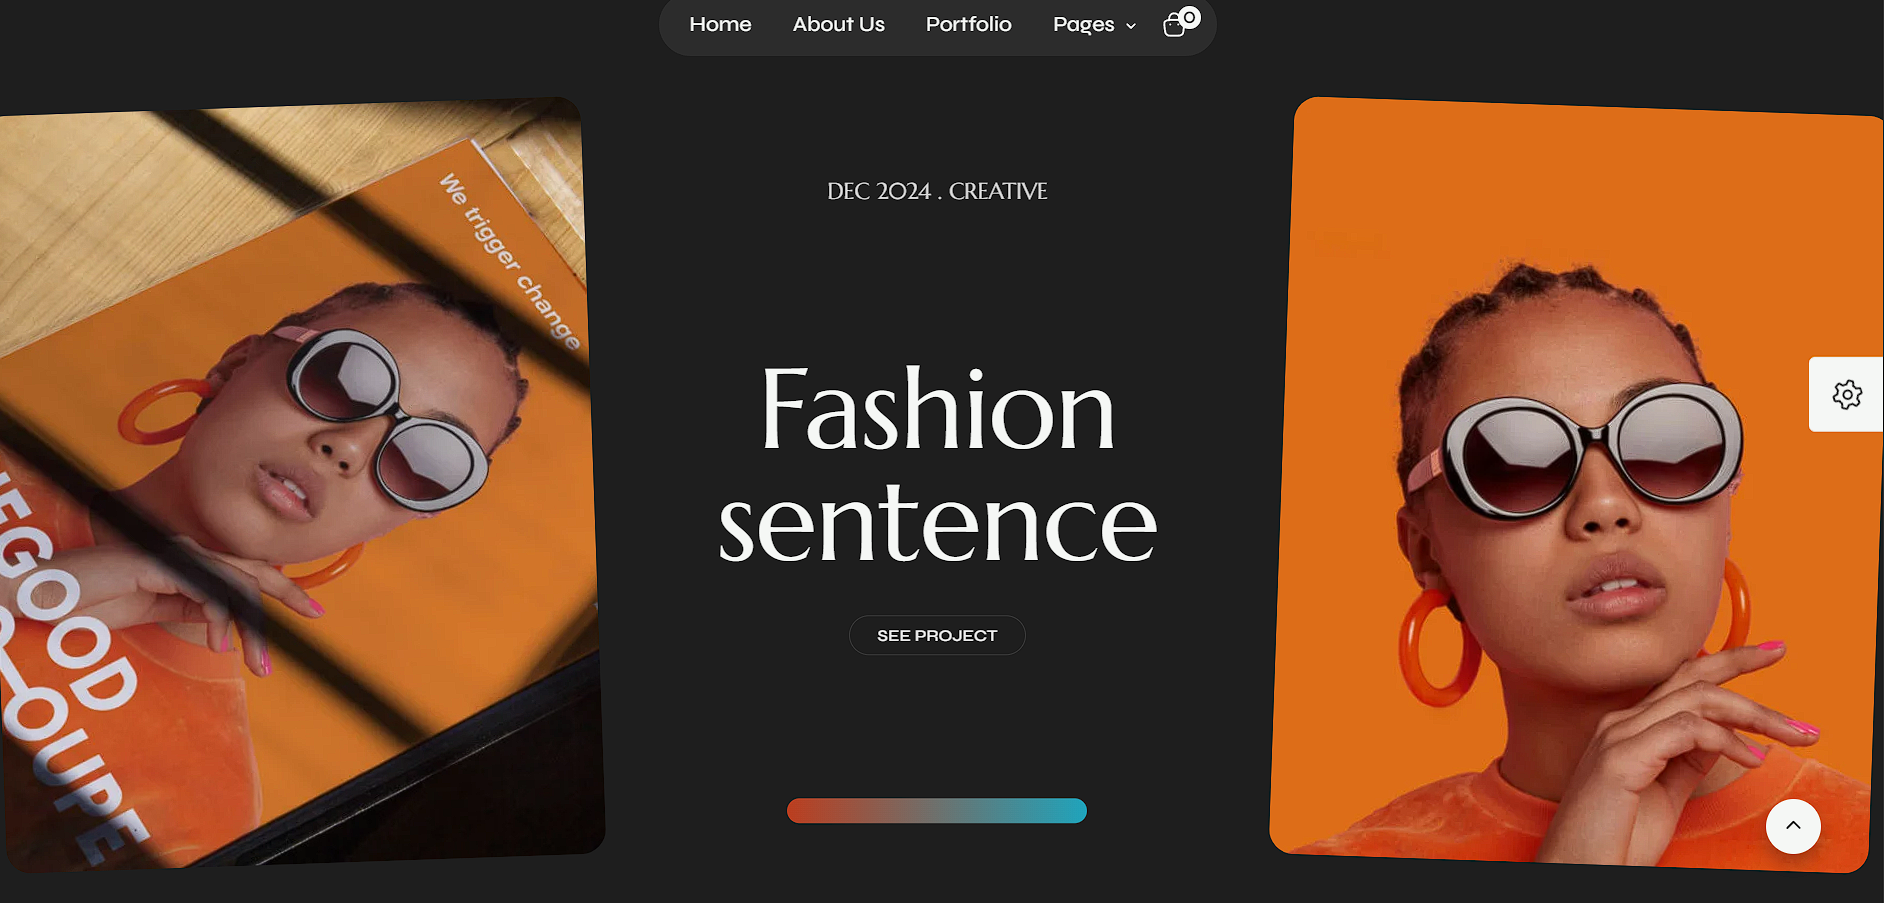 Home About Us Portfolio Pages 0
DEC 2024 . CREATIVE
We trigger change
Fashion
sentence
SEE PROJECT
EGOOD
OUPE